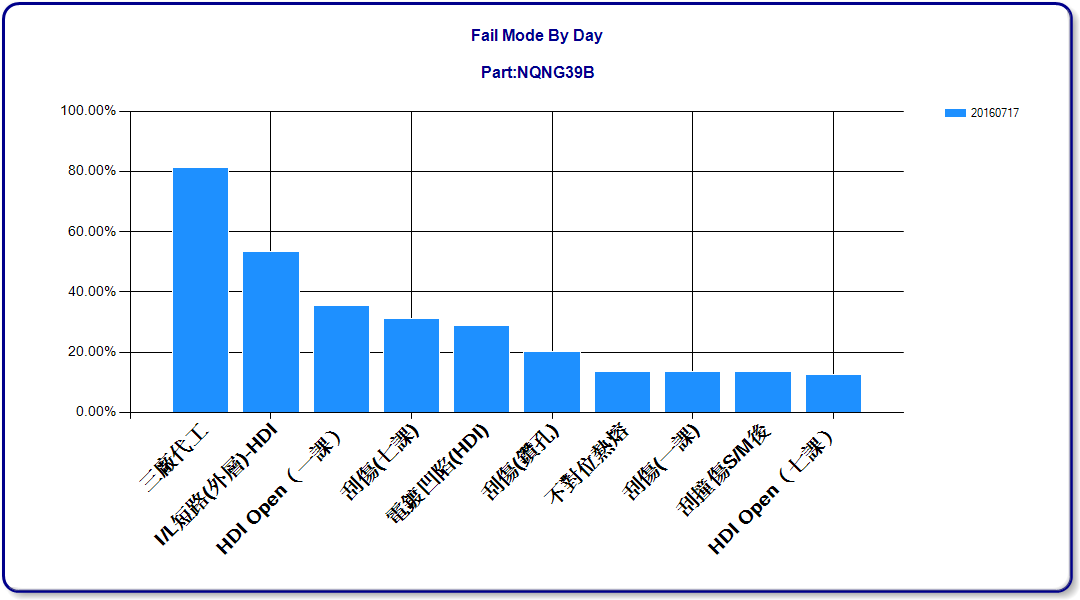 Fail Mode By Day
Part:NQNG39B
20160717
100.00%
80.00%
60.00%
40.00%
20.00%
0.00%
三廠代工
I/L短路(外層)-HDI
HDI Open（一課）
刮傷(七課)
電鍍凹陷(HDI)
刮傷(鑽孔)
不對位熱熔
刮傷(一課)
刮撞傷S/M後
HDI Open（七課）